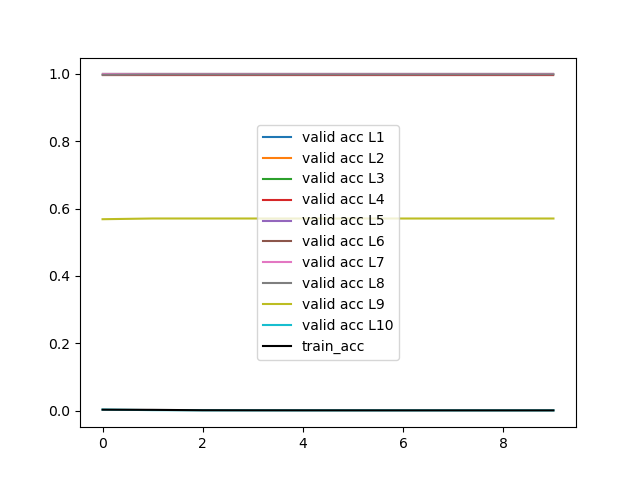 1.0
0.8
0.6
0.4
0.2
0.0
valid acc L1
valid acc L2
valid acc L3
valid acc L4
valid acc L5
valid acc L6
valid acc L7
valid acc L8
valid acc L9
valid acc L10
train_acc
0 2 4 6 8